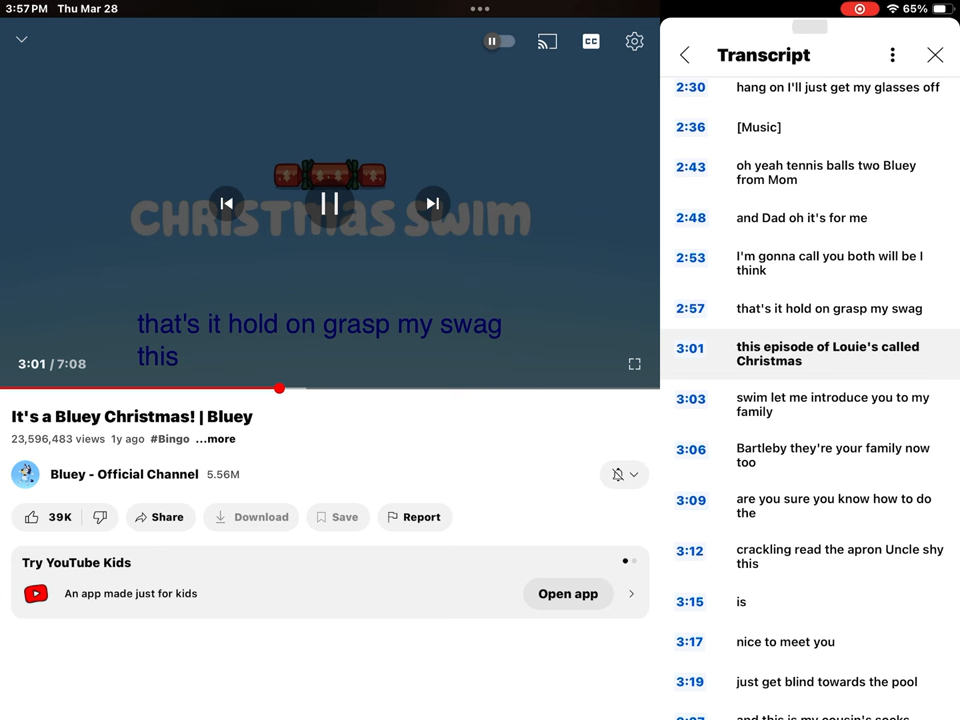 3:57 PM Thu Mar 28
65%
CC
CHRISTMAS SWIM
that's it hold on grasp my swag
this
3:01 / 7:08
It's a Bluey Christmas! | Bluey
23,596,483 views 1y ago #Bingo ...more
Bluey - Official Channel 5.56M
39K Share Download Save Report
Try YouTube Kids
An app made just for kids
Open app
Transcript
2:30 hang on I'll just get my glasses off
2:36 [Music]
2:43 oh yeah tennis balls two Bluey
from Mom
2:48 and Dad oh it's for me
2:53 I'm gonna call you both will be I
think
2:57 that's it hold on grasp my swag
3:01 this episode of Louie's called
Christmas
3:03 swim let me introduce you to my
family
3:06 Bartleby they're your family now
too
3:09 are you sure you know how to do
the
3:12 crackling read the apron Uncle shy
this
3:15 is
3:17 nice to meet you
3:19 just get blind towards the pool
and this is my cousin's socks